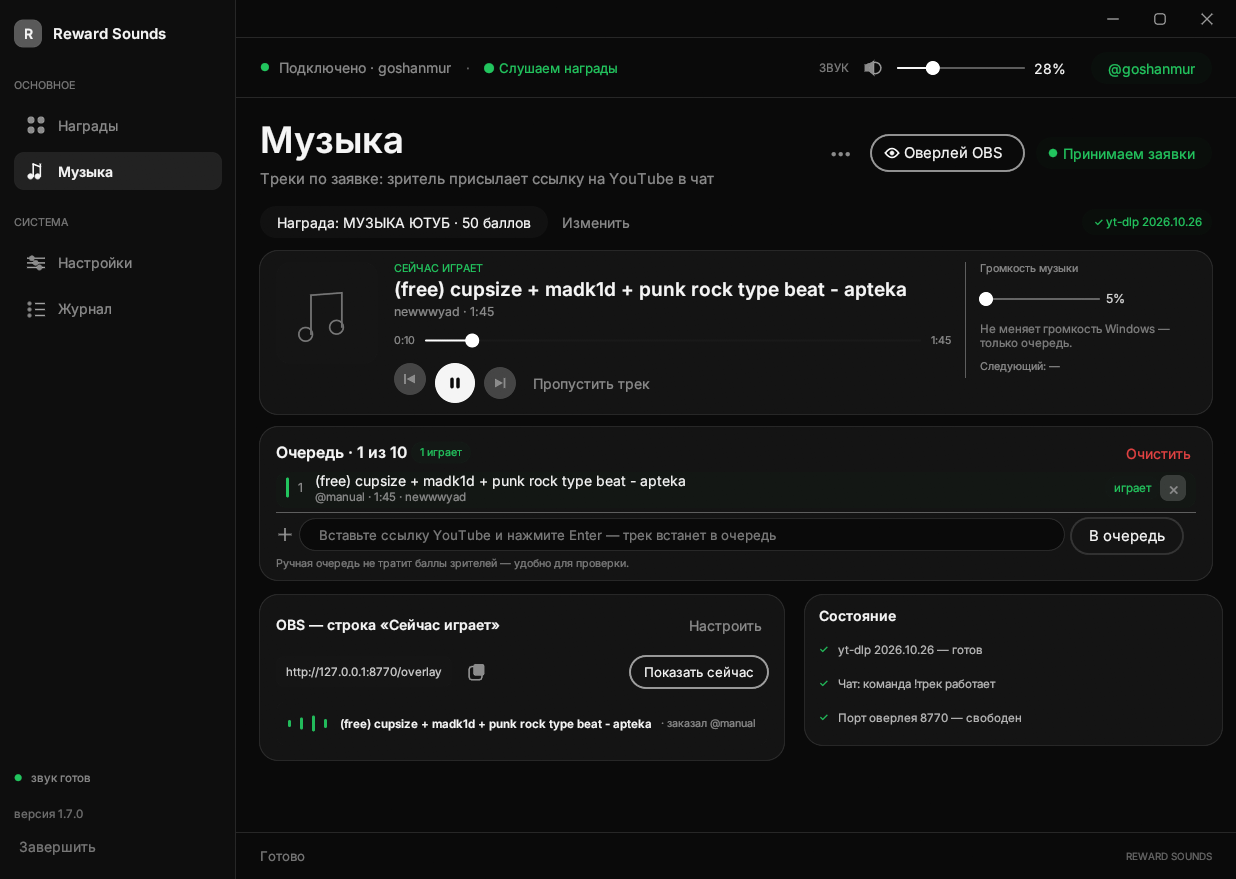 R Reward Sounds
ОСНОВНОЕ
Награды
Музыка
СИСТЕМА
Настройки
Журнал
звук готов
версия 1.7.0
Завершить
Подключено · goshanmur · Слушаем награды
ЗВУК 28% @goshanmur
Музыка
Треки по заявке: зритель присылает ссылку на YouTube в чат
... Оверлей OBS Принимаем заявки
Награда: МУЗЫКА ЮТУБ · 50 баллов Изменить ✓ yt-dlp 2026.10.26
СЕЙЧАС ИГРАЕТ
(free) cupsize + madk1d + punk rock type beat - apteka
newwwyad · 1:45
0:10 1:45
Пропустить трек
Громкость музыки
5%
Не меняет громкость Windows —
только очередь.
Следующий: —
Очередь · 1 из 10 1 играет Очистить
1 (free) cupsize + madk1d + punk rock type beat - apteka играет ×
@manual · 1:45 · newwwyad
+ Вставьте ссылку YouTube и нажмите Enter — трек встанет в очередь В очередь
Ручная очередь не тратит баллы зрителей — удобно для проверки.
OBS — строка «Сейчас играет» Настроить
http://127.0.0.1:8770/overlay Показать сейчас
(free) cupsize + madk1d + punk rock type beat - apteka · заказал @manual
Состояние
✓ yt-dlp 2026.10.26 — готов
✓ Чат: команда !трек работает
✓ Порт оверлея 8770 — свободен
Готово REWARD SOUNDS